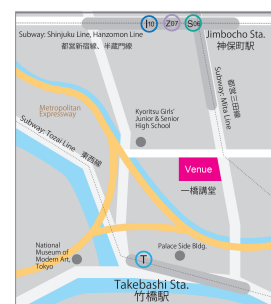 I10
Z07
S06
Subway: Shinjuku Line, Hanzomon Line
都営新宿線、半蔵門線
Jimbocho Sta.
神保町駅
都営三田線
Subway: Mita Line
Metropolitan
Expressway
Kyoritsu Girls'
Junior & Senior
High School
Subway: Tozai Line 東西線
Venue
一橋講堂
National
Museum of
Modern Art,
Tokyo
Palace Side Bldg.
T
Takebashi Sta.
竹橋駅